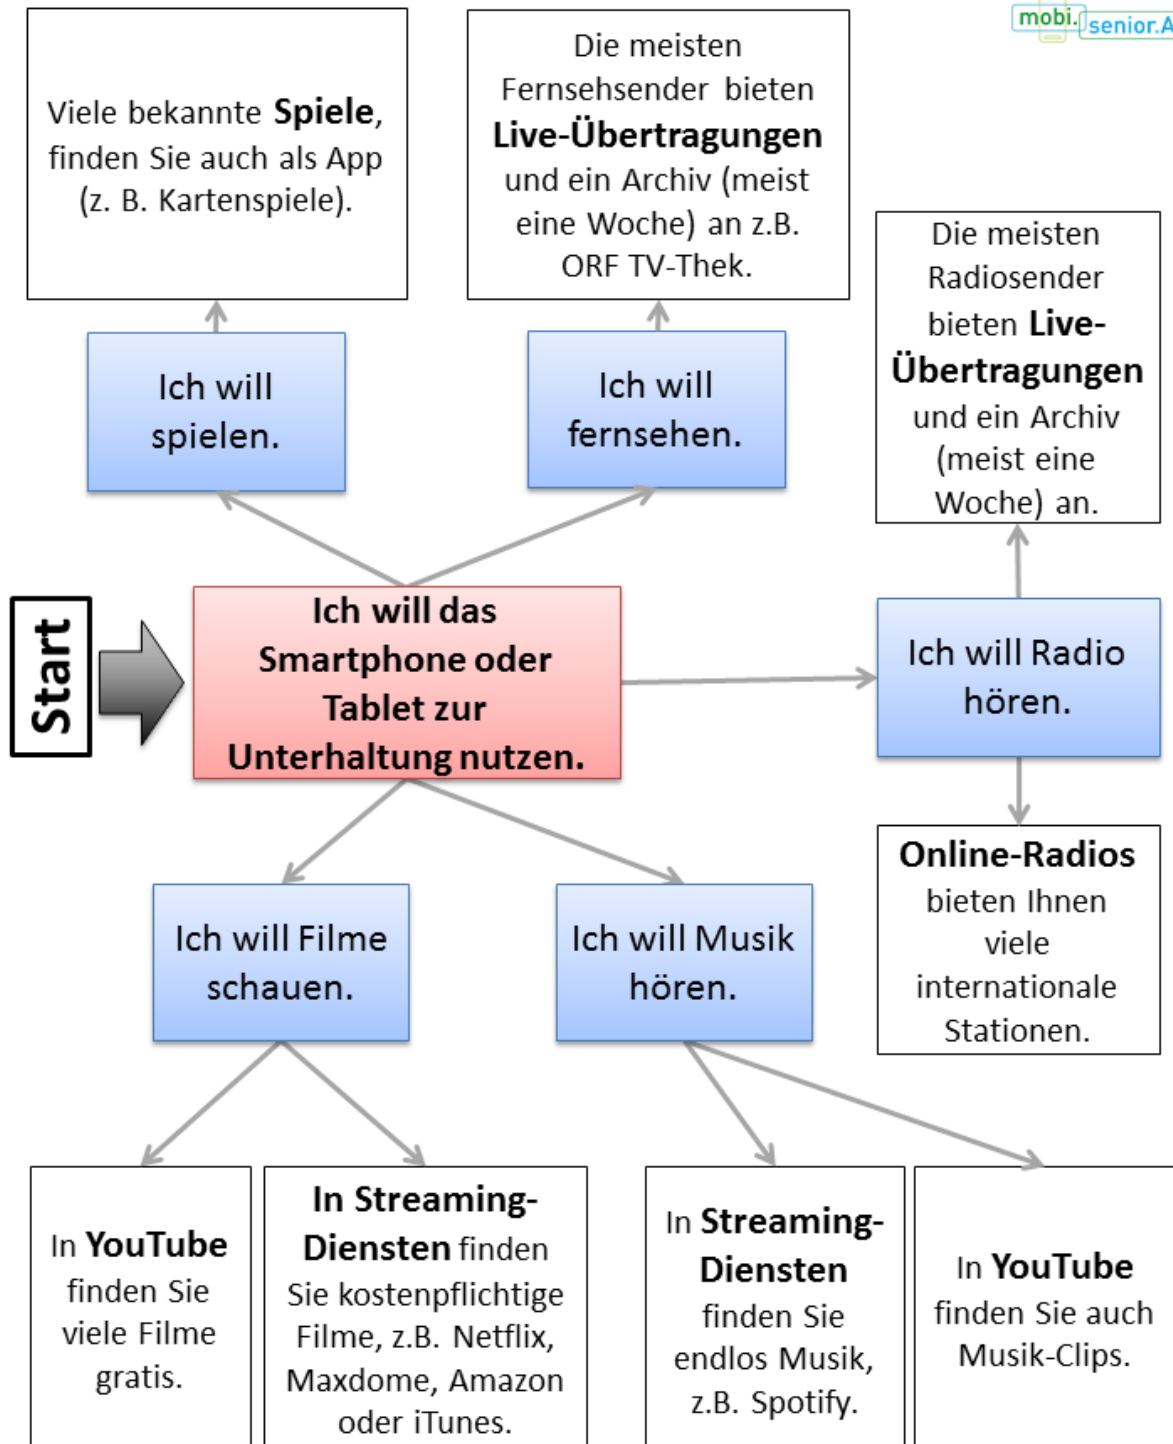 mobi.
senior.A
Viele bekannte Spiele,
finden Sie auch als App
(z. B. Kartenspiele).
Die meisten
Fernsehsender bieten
Live-Übertragungen
und ein Archiv (meist
eine Woche) an z.B.
ORF TV-Thek.
Die meisten
Radiosender
bieten Live-
Übertragungen
und ein Archiv
(meist eine
Woche) an.
Ich will
spielen.
Ich will
fernsehen.
Start
Ich will das
Smartphone oder
Tablet zur
Unterhaltung nutzen.
Ich will Radio
hören.
Online-Radios
bieten Ihnen
viele
internationale
Stationen.
Ich will Filme
schauen.
Ich will Musik
hören.
In YouTube
finden Sie
viele Filme
gratis.
In Streaming-
Diensten finden
Sie kostenpflichtige
Filme, z.B. Netflix,
Maxdome, Amazon
oder iTunes.
In Streaming-
Diensten
finden Sie
endlos Musik,
z.B. Spotify.
In YouTube
finden Sie auch
Musik-Clips.